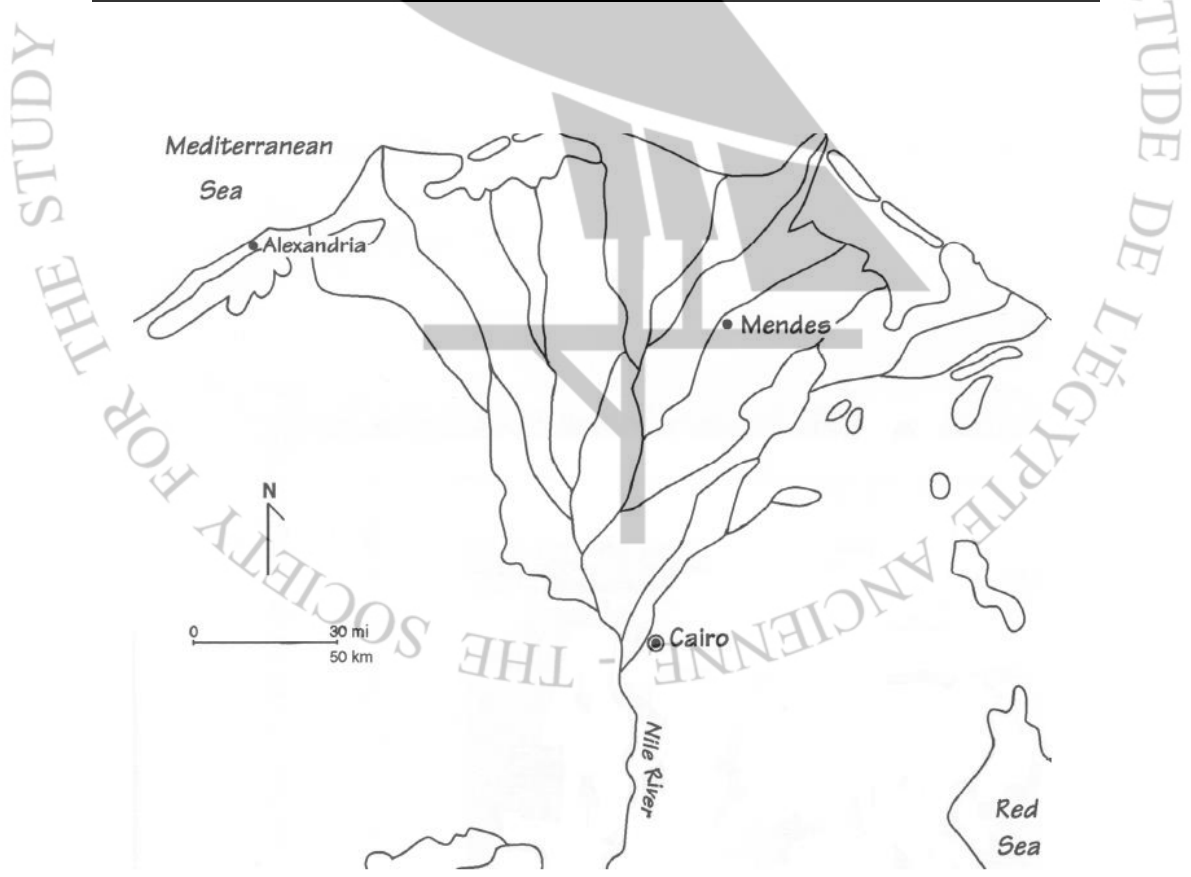 Mediterranean
Sea
Alexandria
Mendes
N
0 30 mi
50 km
Cairo
Nile River
Red
Sea
THE SOCIETY FOR THE STUDY
TUDE DE L'ÉGYPTE ANCIENNE -